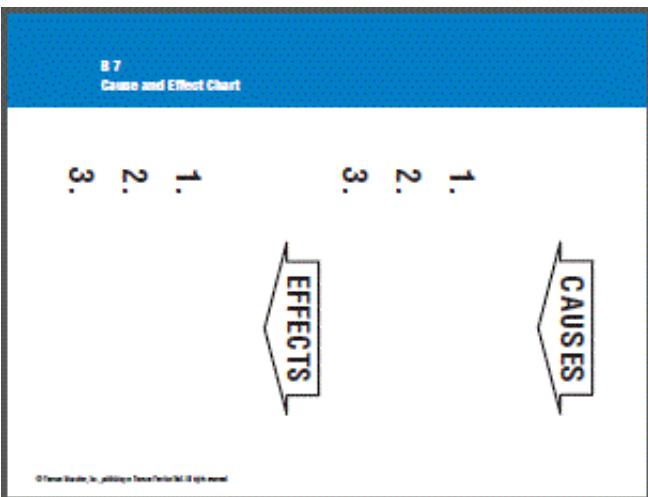 B 7
Cause and Effect Chart
CAUSES
1.
2.
3.
EFFECTS
1.
2.
3.